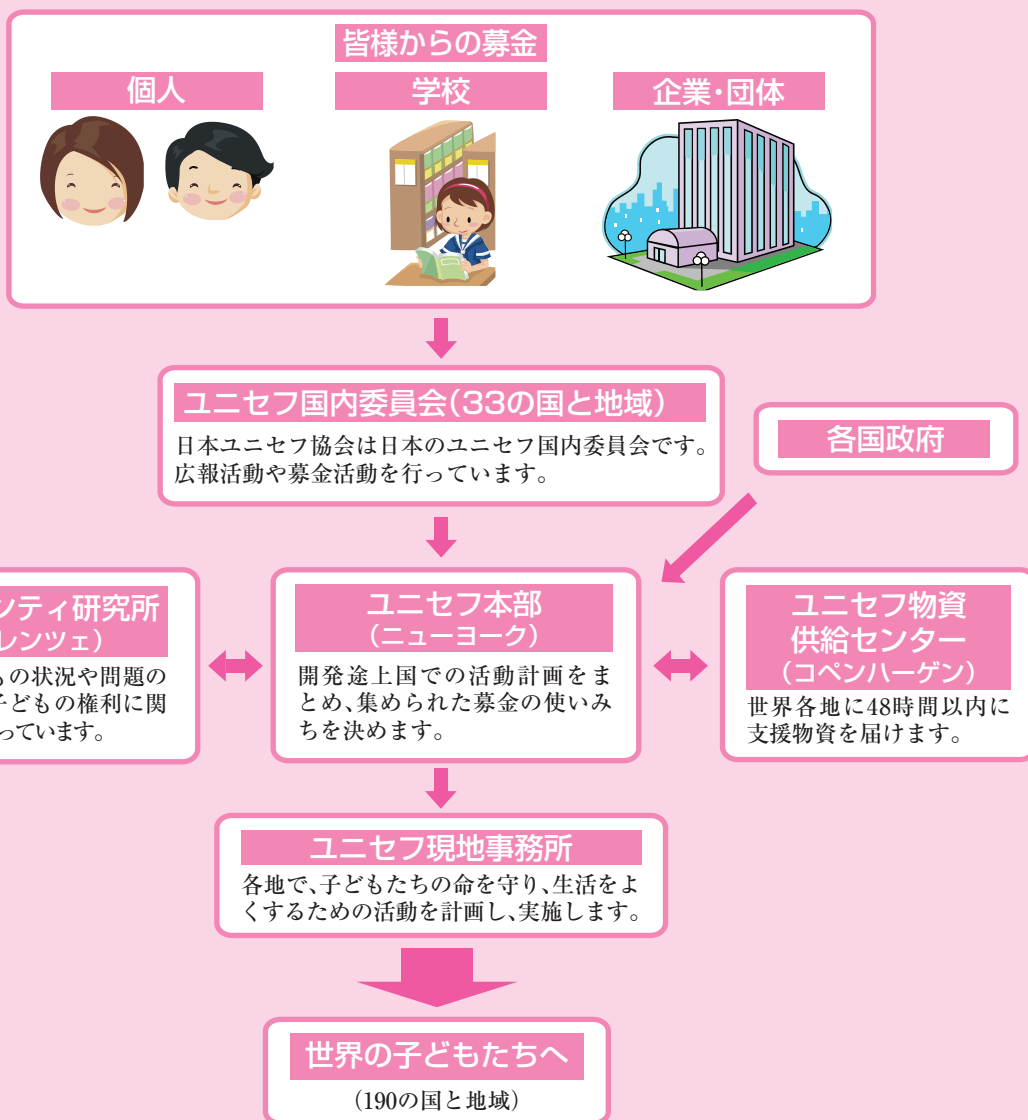 皆様からの募金
個人
学校
企業・団体
ユニセフ国内委員会(33の国と地域)
日本ユニセフ協会は日本のユニセフ国内委員会です。
広報活動や募金活動を行っています。
各国政府
ンティ研究所
レンツェ)
の状況や問題の
子どもの権利に関
っています。
ユニセフ本部
(ニューヨーク)
開発途上国での活動計画をま
とめ、集められた募金の使いみ
ちを決めます。
ユニセフ物資
供給センター
(コペンハーゲン)
世界各地に48時間以内に
支援物資を届けます。
ユニセフ現地事務所
各地で、子どもたちの命を守り、生活をよ
くするための活動を計画し、実施します。
世界の子どもたちへ
(190の国と地域)